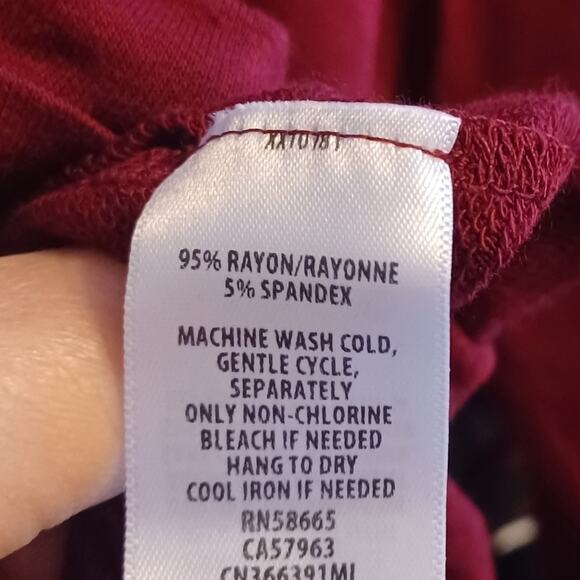 95% RAYON/RAYONNE
5% SPANDEX
MACHINE WASH COLD,
GENTLE CYCLE,
SEPARATELY
ONLY NON-CHLORINE
BLEACH IF NEEDED
HANG TO DRY
COOL IRON IF NEEDED
RN58665
CA57963
CN366391ML